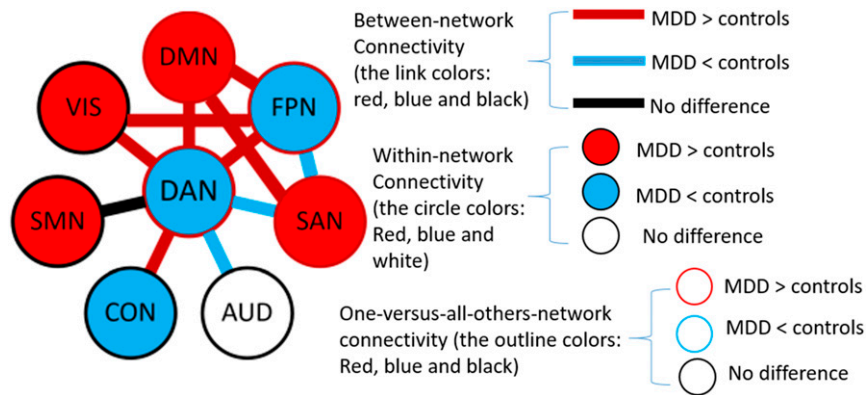 DMN
VIS
FPN
DAN
SMN
SAN
CON
AUD
Between-network
Connectivity
(the link colors:
red, blue and black)
MDD > controls
MDD < controls
No difference
Within-network
Connectivity
(the circle colors:
Red, blue and
white)
MDD > controls
MDD < controls
No difference
One-versus-all-others-network
connectivity (the outline colors:
Red, blue and black)
MDD > controls
MDD < controls
No difference